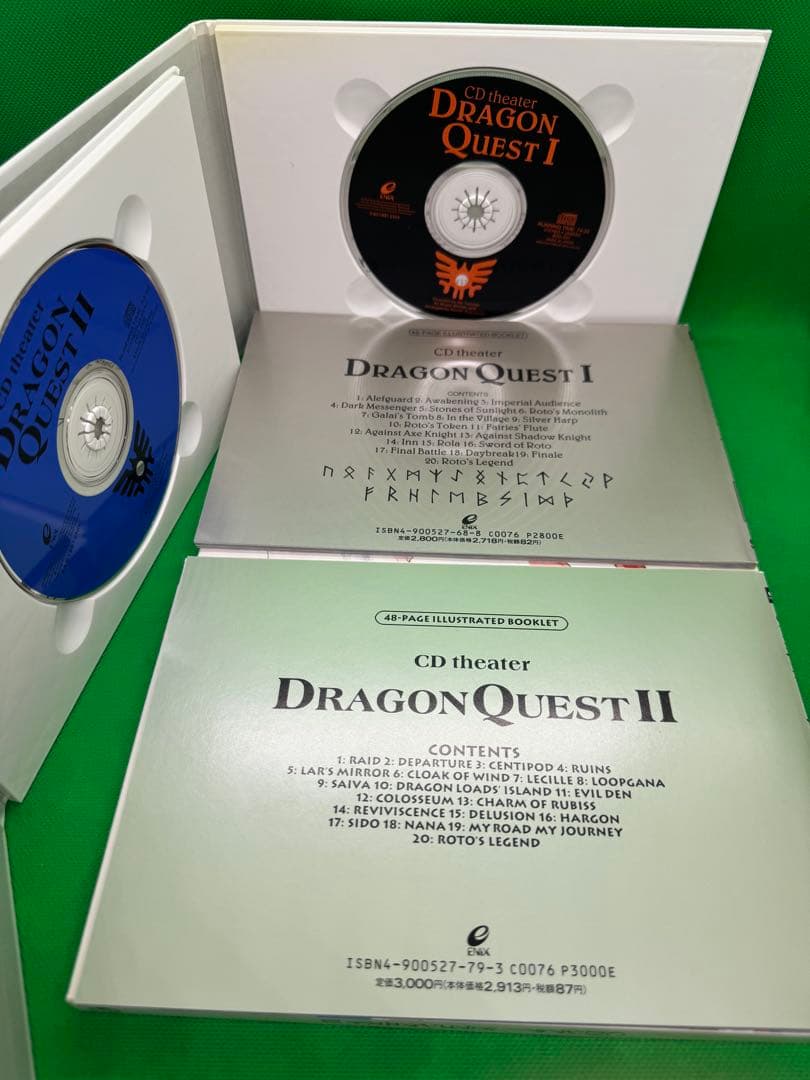 CD theater
DRAGON
QUEST I
ENIX
CD theater
DRAGON
QUEST II
48-PAGE ILLUSTRATED BOOKLET
CD theater
DRAGON QUEST I
CONTENTS
1: Alefguard 2: Awakening 3: Imperial Audience
4: Dark Messenger 5: Stones of Sunlight 6: Roto's Monolith
7: Galai's Tomb 8: In the Village 9: Silver Harp
10: Roto's Token 11: Fairies' Flute
12: Against Axe Knight 13: Against Shadow Knight
14: Inn 15: Rola 16: Sword of Roto
17: Final Battle 18: Daybreak 19: Finale
20: Roto's Legend
ENIX
ISBN4-900527-68-8 C0076 P2800E
定価2,800円(本体価格2,718円・税額82円)
48-PAGE ILLUSTRATED BOOKLET
CD theater
DRAGON QUEST II
CONTENTS
1: RAID 2: DEPARTURE 3: CENTIPOD 4: RUINS
5: LAR'S MIRROR 6: CLOAK OF WIND 7: LECILLE 8: LOOPGANA
9: SAIVA 10: DRAGON LOADS' ISLAND 11: EVIL DEN
12: COLOSSEUM 13: CHARM OF RUBISS
14: REVIVISCENCE 15: DELUSION 16: HARGON
17: SIDO 18: NANA 19: MY ROAD MY JOURNEY
20: ROTO'S LEGEND
ENIX
ISBN4-900527-79-3 C0076 P3000E
定価3,000円(本体価格2,913円・税額87円)